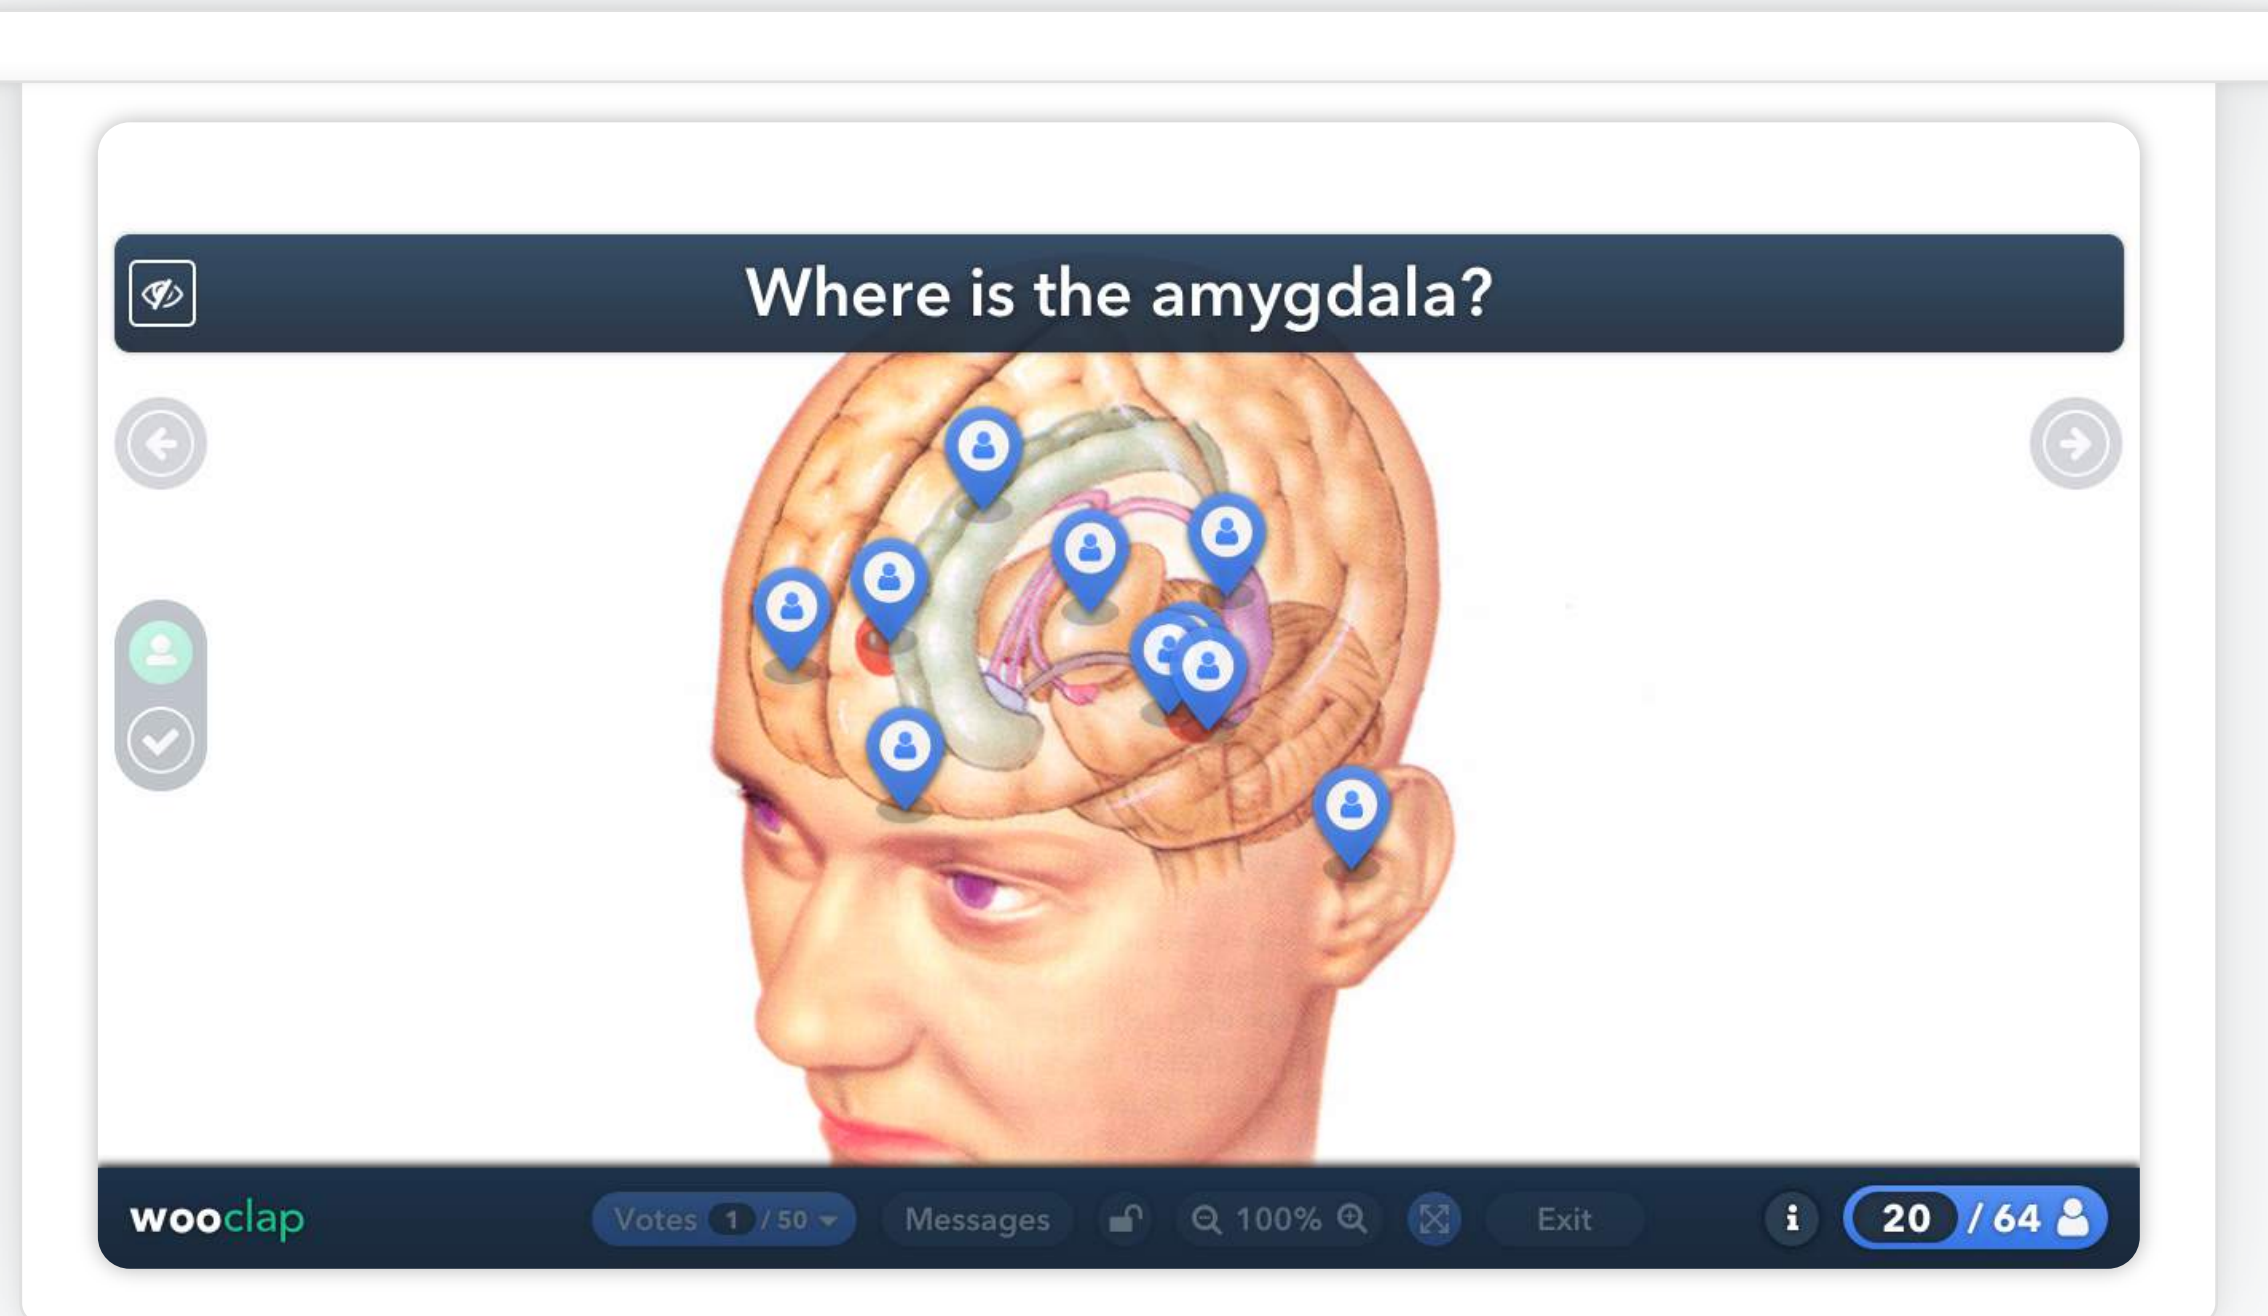 Where is the amygdala?
wooclap
Votes 1 / 50
Messages
100%
Exit
i
20 / 64